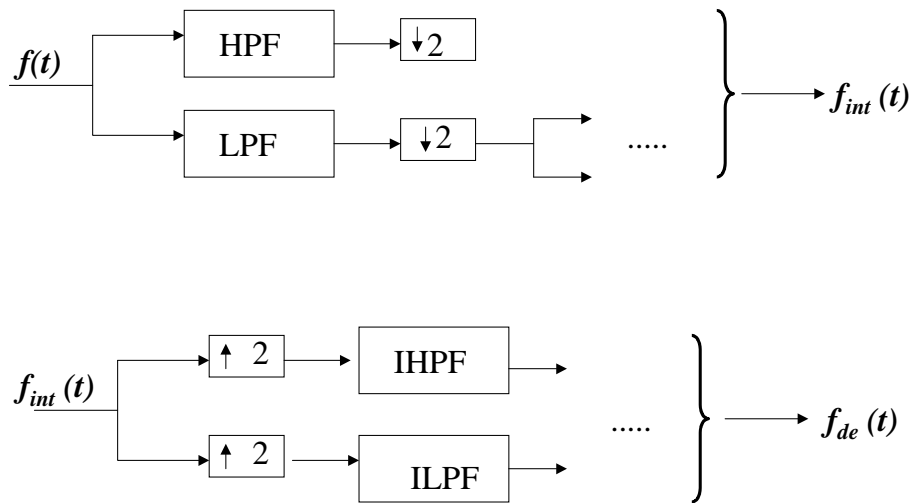 HPF
↓2
f(t)
f_int (t)
LPF
↓2
.....
↑ 2
IHPF
f_int (t)
.....
f_de (t)
↑ 2
ILPF